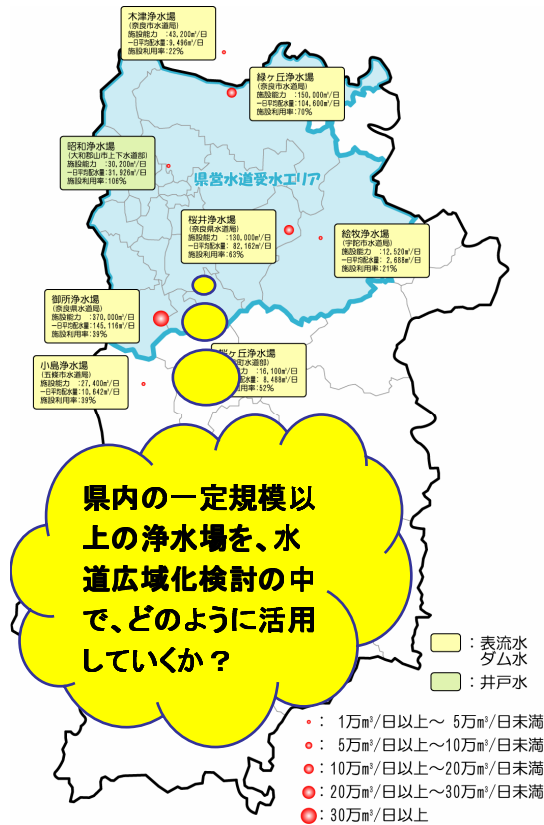 木津浄水場
(奈良市水道局)
施設能力　:43,200㎥/日
一日平均配水量:9,496㎥/日
施設利用率:22%
緑ヶ丘浄水場
(奈良市水道局)
施設能力　:150,000㎥/日
一日平均配水量:104,600㎥/日
施設利用率:70%
昭和浄水場
(大和郡山市上下水道部)
施設能力　:30,200㎥/日
一日平均配水量:31,926㎥/日
施設利用率:106%
県営水道受水エリア
桜井浄水場
(奈良県水道局)
施設能力　:130,000㎥/日
一日平均配水量: 82,162㎥/日
施設利用率:63%
絵牧浄水場
(宇陀市水道局)
施設能力　:12,520㎥/日
一日平均配水量: 2,688㎥/日
施設利用率:21%
御所浄水場
(奈良県水道局)
施設能力　:370,000㎥/日
一日平均配水量:145,116㎥/日
施設利用率:39%
小島浄水場
(五條市水道局)
施設能力　:27,400㎥/日
一日平均配水量:10,642㎥/日
施設利用率:39%
ヶ丘浄水場
町水道部)
力　:16,100㎥/日
: 8,488㎥/日
:52%
県内の一定規模以
上の浄水場を、水
道広域化検討の中
で、どのように活用
していくか？
：表流水
ダム水
：井戸水
： 1万㎥/日以上～ 5万㎥/日未満
： 5万㎥/日以上～10万㎥/日未満
：10万㎥/日以上～20万㎥/日未満
：20万㎥/日以上～30万㎥/日未満
：30万㎥/日以上